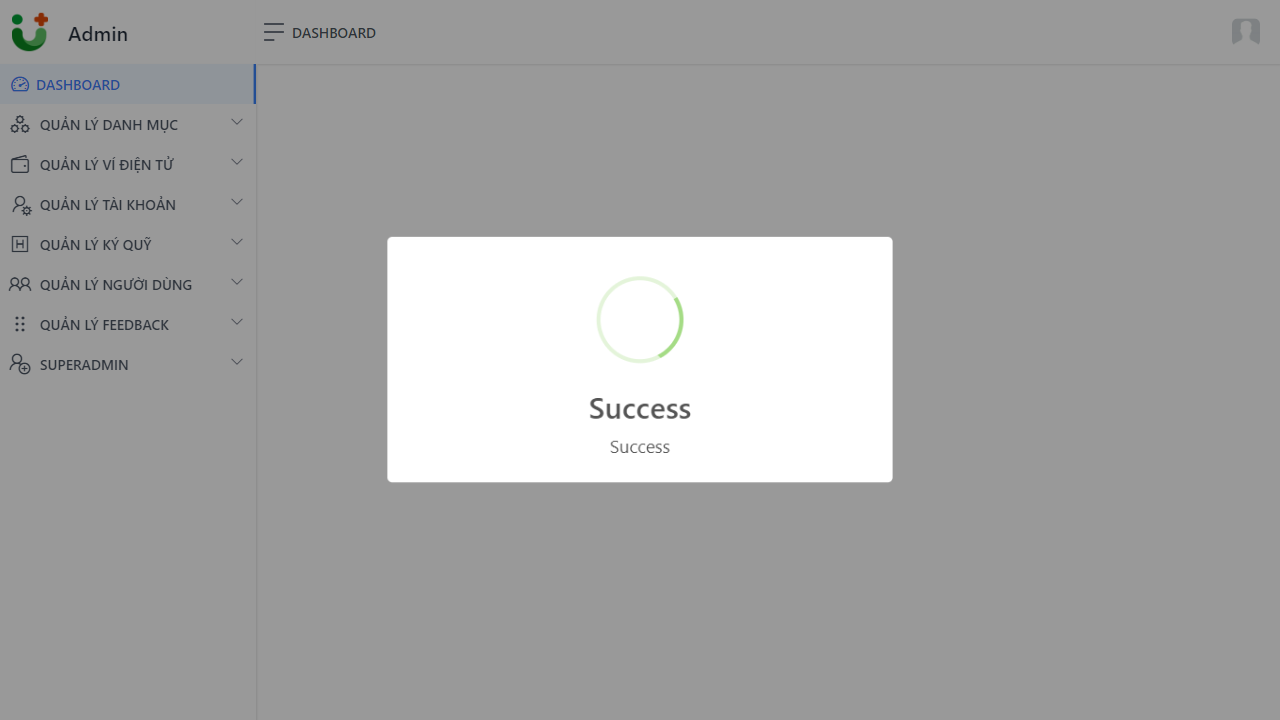 Admin
DASHBOARD
DASHBOARD
QUẢN LÝ DANH MỤC
QUẢN LÝ VÍ ĐIỆN TỬ
QUẢN LÝ TÀI KHOẢN
QUẢN LÝ KÝ QUỸ
QUẢN LÝ NGƯỜI DÙNG
QUẢN LÝ FEEDBACK
SUPERADMIN
Success
Success